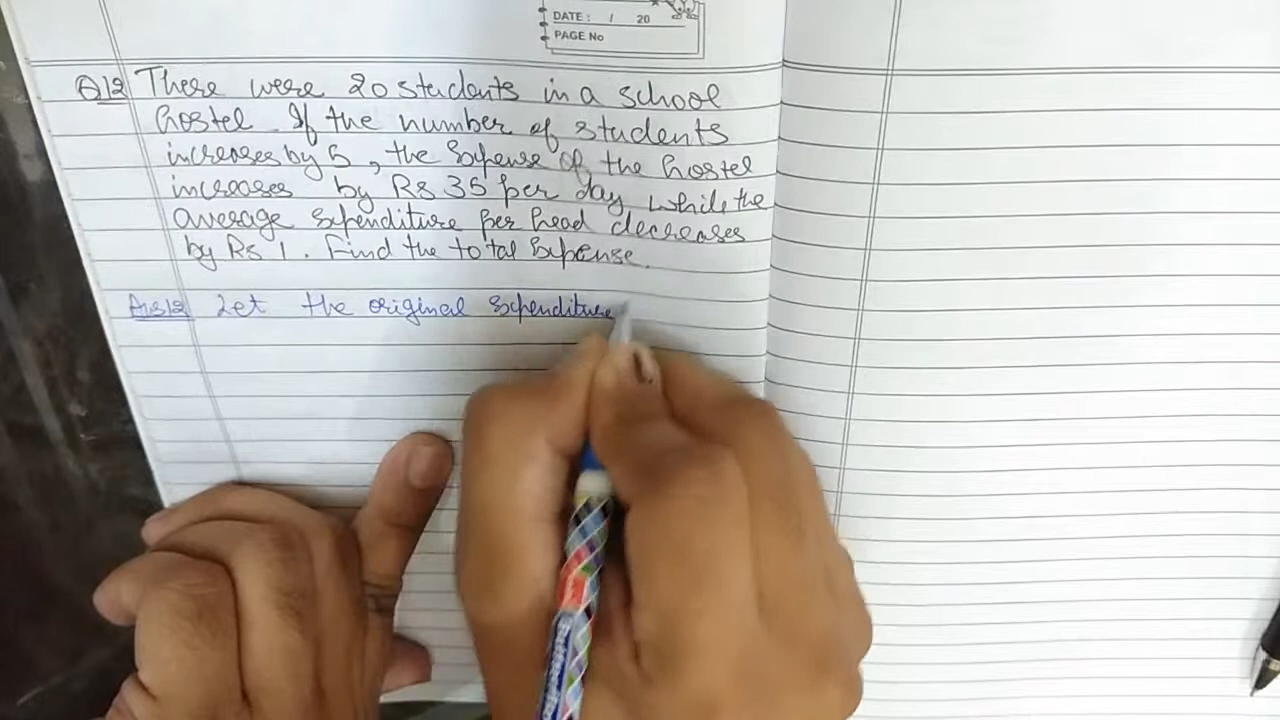 DATE: / 20
PAGE No
Q12 There were 20 students in a school
hostel. If the number of students
increases by 5, the Expense of the hostel
increases by Rs 35 per day while the
average Expenditure per head decreases
by Rs 1. Find the total Expense.
Ans12 Let the original Expenditure